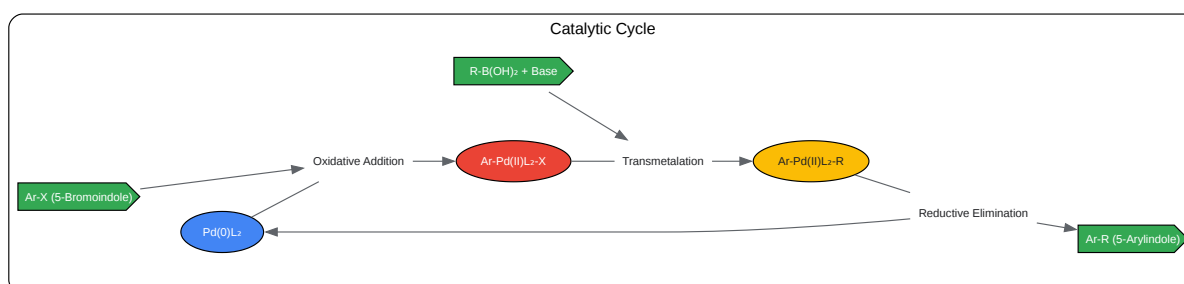 Catalytic Cycle
R-B(OH)₂ + Base
Oxidative Addition
Ar-Pd(II)L₂-X
Transmetalation
Ar-Pd(II)L₂-R
Ar-X (5-Bromoindole)
Pd(0)L₂
Reductive Elimination
Ar-R (5-Arylindole)